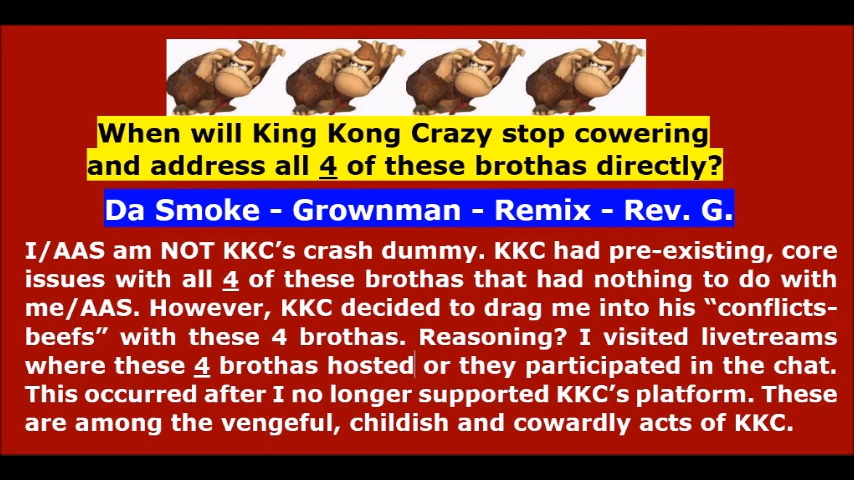 When will King Kong Crazy stop cowering
and address all 4 of these brothas directly?
Da Smoke – Grownman - Remix – Rev. G.
I/AAS am NOT KKC’s crash dummy. KKC had pre-existing, core
issues with all 4 of these brothas that had nothing to do with
me/AAS. However, KKC decided to drag me into his “conflicts-
beefs” with these 4 brothas. Reasoning? I visited livetreams
where these 4 brothas hosted or they participated in the chat.
This occurred after I no longer supported KKC’s platform. These
are among the vengeful, childish and cowardly acts of KKC.